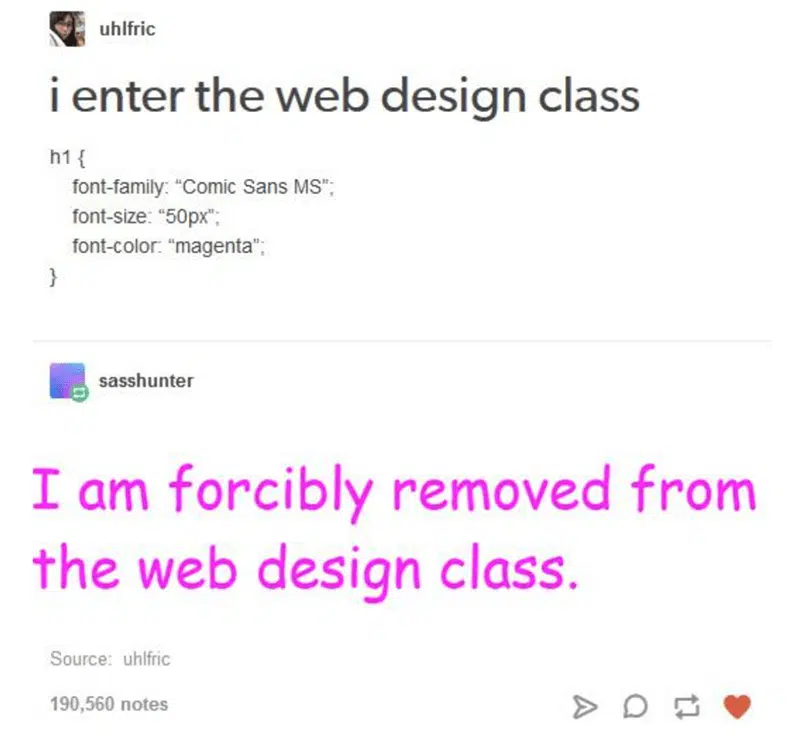 uhlfric
i enter the web design class
h1 {
font-family: “Comic Sans MS”;
font-size: “50px”;
font-color: “magenta”;
}
sasshunter
I am forcibly removed from
the web design class.
Source: uhlfric
190,560 notes